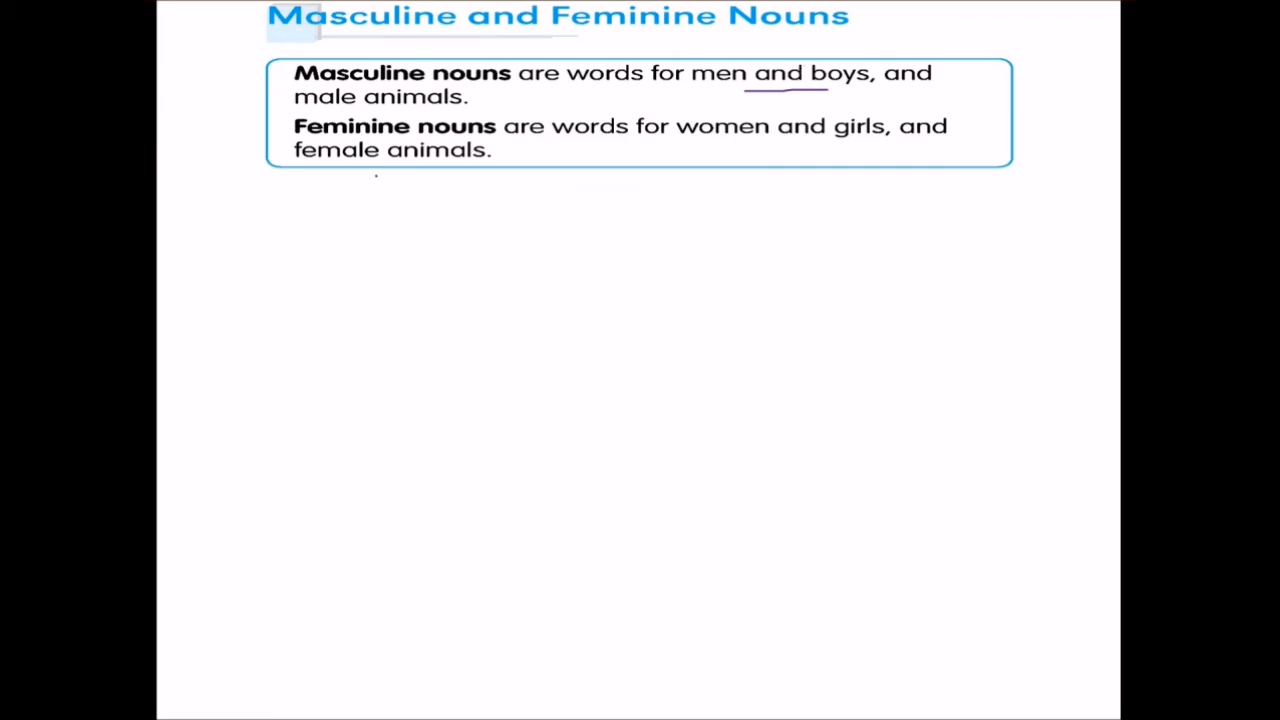 Masculine and Feminine Nouns
Masculine nouns are words for men and boys, and
male animals.
Feminine nouns are words for women and girls, and
female animals.